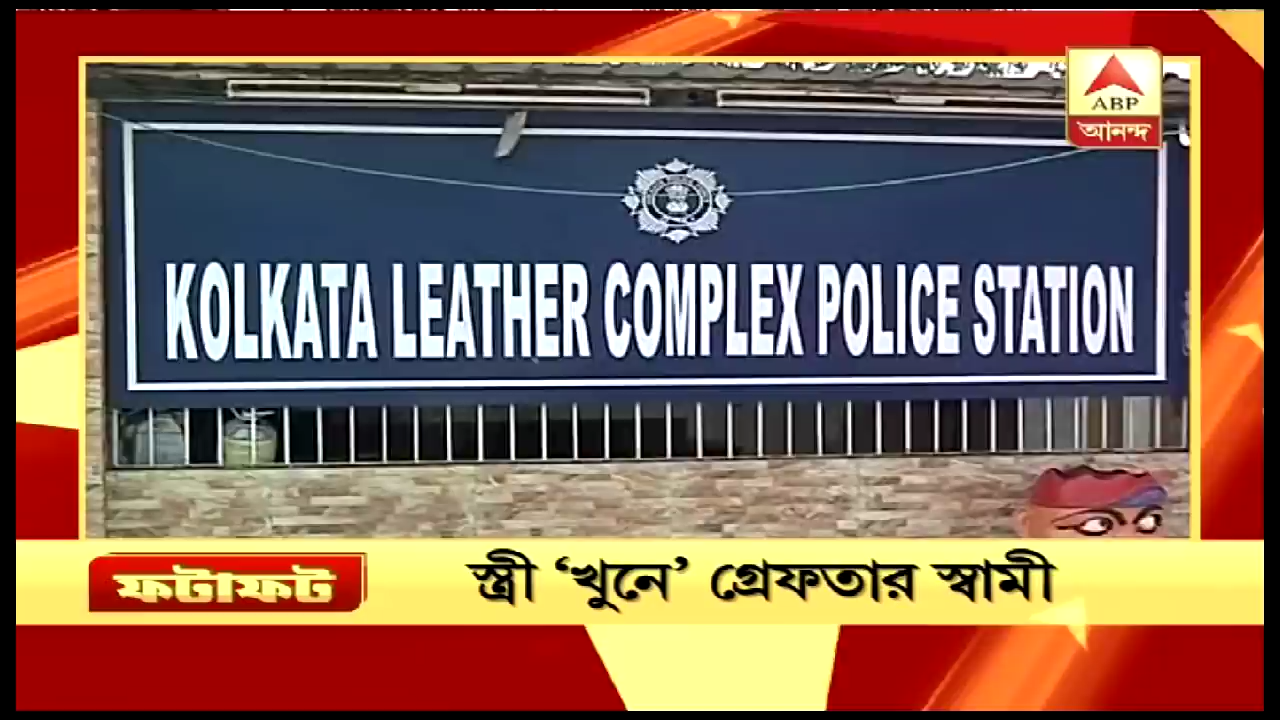 ABP
আনন্দ
KOLKATA LEATHER COMPLEX POLICE STATION
ফটাফট
স্ত্রী ‘খুনে’ গ্রেফতার স্বামী